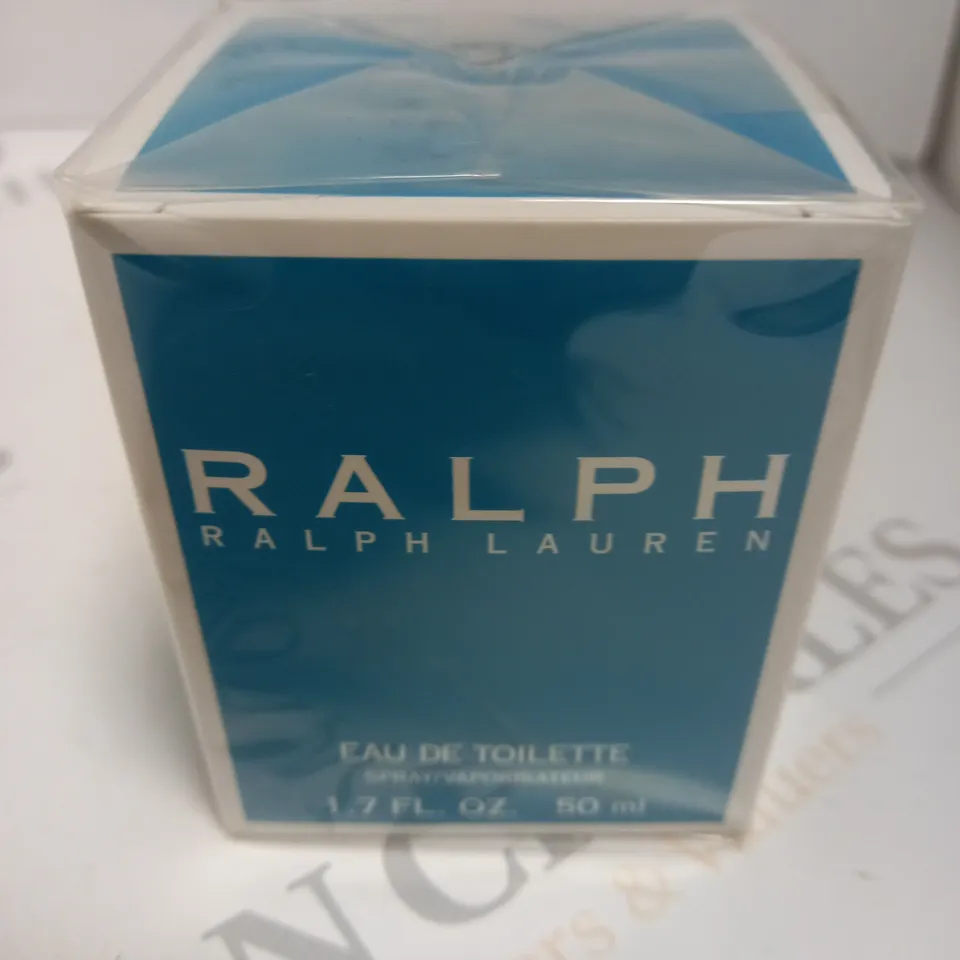 RALPH
RALPH LAUREN
EAU DE TOILETTE
SPRAY/VAPORISATEUR
1.7 FL. OZ. 50 ml